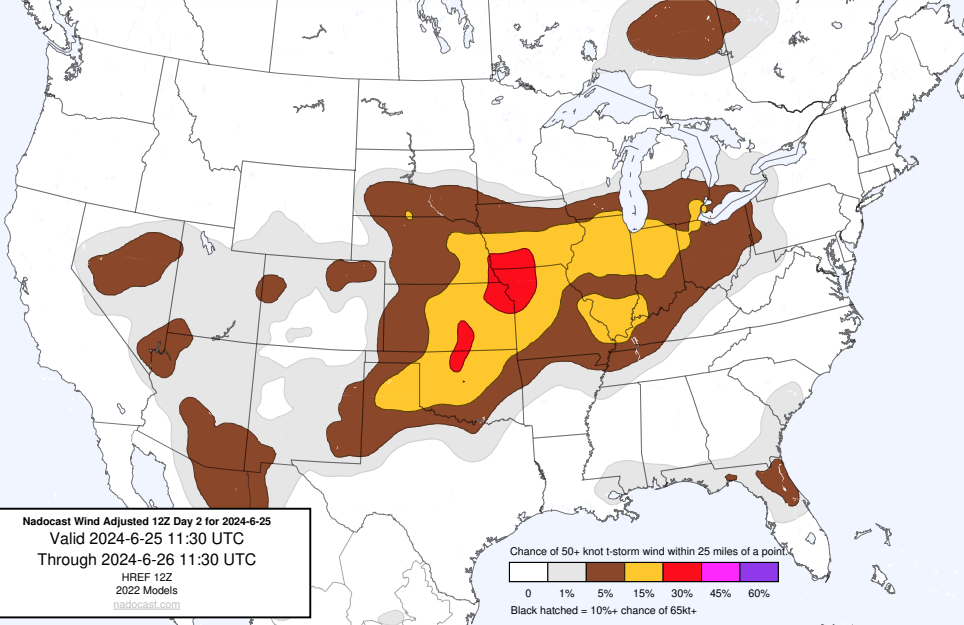 Nadocast Wind Adjusted 12Z Day 2 for 2024-6-25
Valid 2024-6-25 11:30 UTC
Through 2024-6-26 11:30 UTC
HREF 12Z
2022 Models
nadocast.com
Chance of 50+ knot t-storm wind within 25 miles of a point.
0 1% 5% 15% 30% 45% 60%
Black hatched = 10%+ chance of 65kt+